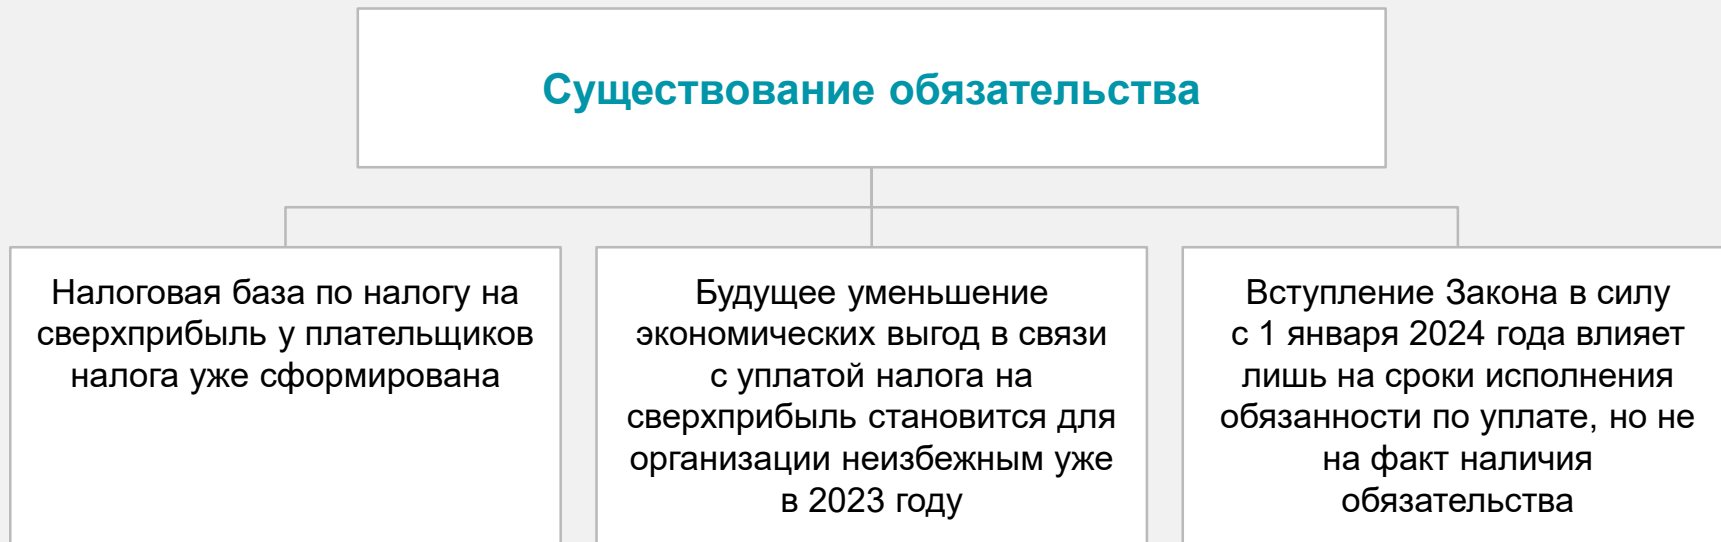 Существование обязательства
Налоговая база по налогу на
сверхприбыль у плательщиков
налога уже сформирована
Будущее уменьшение
экономических выгод в связи
с уплатой налога на
сверхприбыль становится для
организации неизбежным уже
в 2023 году
Вступление Закона в силу
с 1 января 2024 года влияет
лишь на сроки исполнения
обязанности по уплате, но не
на факт наличия
обязательства